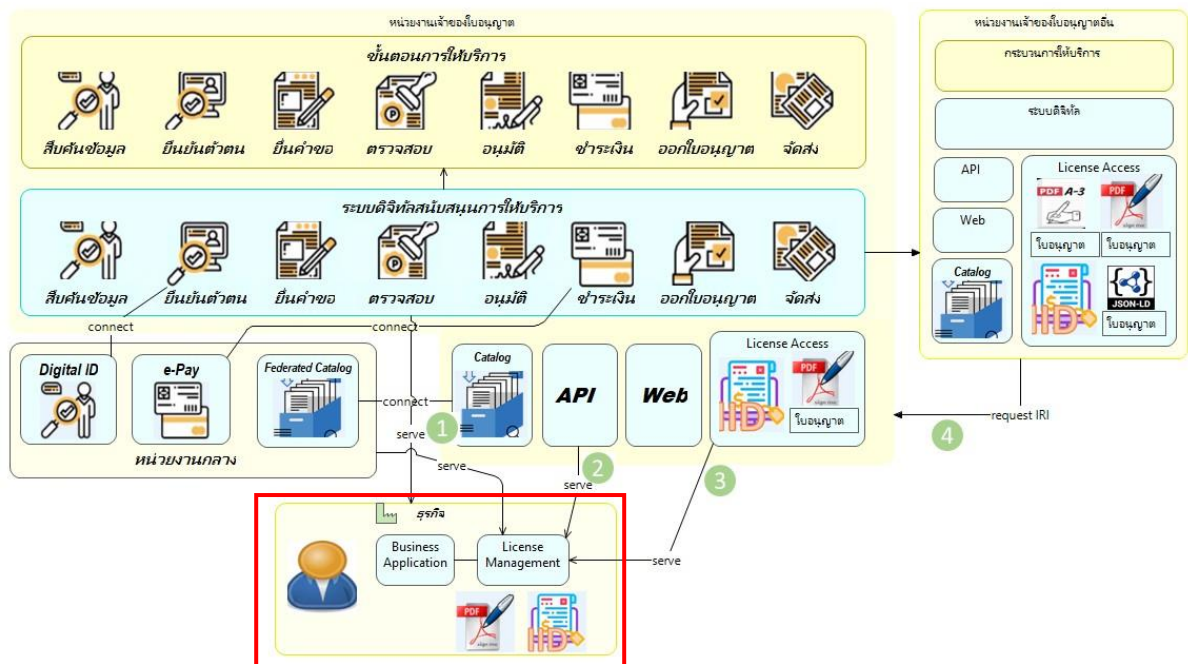 หน่วยงานเจ้าของใบอนุญาต
ขั้นตอนการให้บริการ
สืบค้นข้อมูล
ยืนยันตัวตน
ยื่นคำขอ
ตรวจสอบ
อนุมัติ
ชำระเงิน
ออกใบอนุญาต
จัดส่ง
ระบบดิจิทัลสนับสนุนการให้บริการ
สืบค้นข้อมูล
ยืนยันตัวตน
ยื่นคำขอ
ตรวจสอบ
อนุมัติ
ชำระเงิน
ออกใบอนุญาต
จัดส่ง
หน่วยงานเจ้าของใบอนุญาตอื่น
กระบวนการให้บริการ
ระบบดิจิทัล
API
Web
Catalog
License Access
PDF A-3
PDF
ใบอนุญาต
ใบอนุญาต
HD
JSON-LD
ใบอนุญาต
connect
connect
Digital ID
e-Pay
Federated Catalog
หน่วยงานกลาง
connect
serve
serve
1
Catalog
API
Web
License Access
HD
PDF
ใบอนุญาต
2
serve
3
serve
4
request IRI
ธุรกิจ
Business
Application
License
Management
PDF
HD